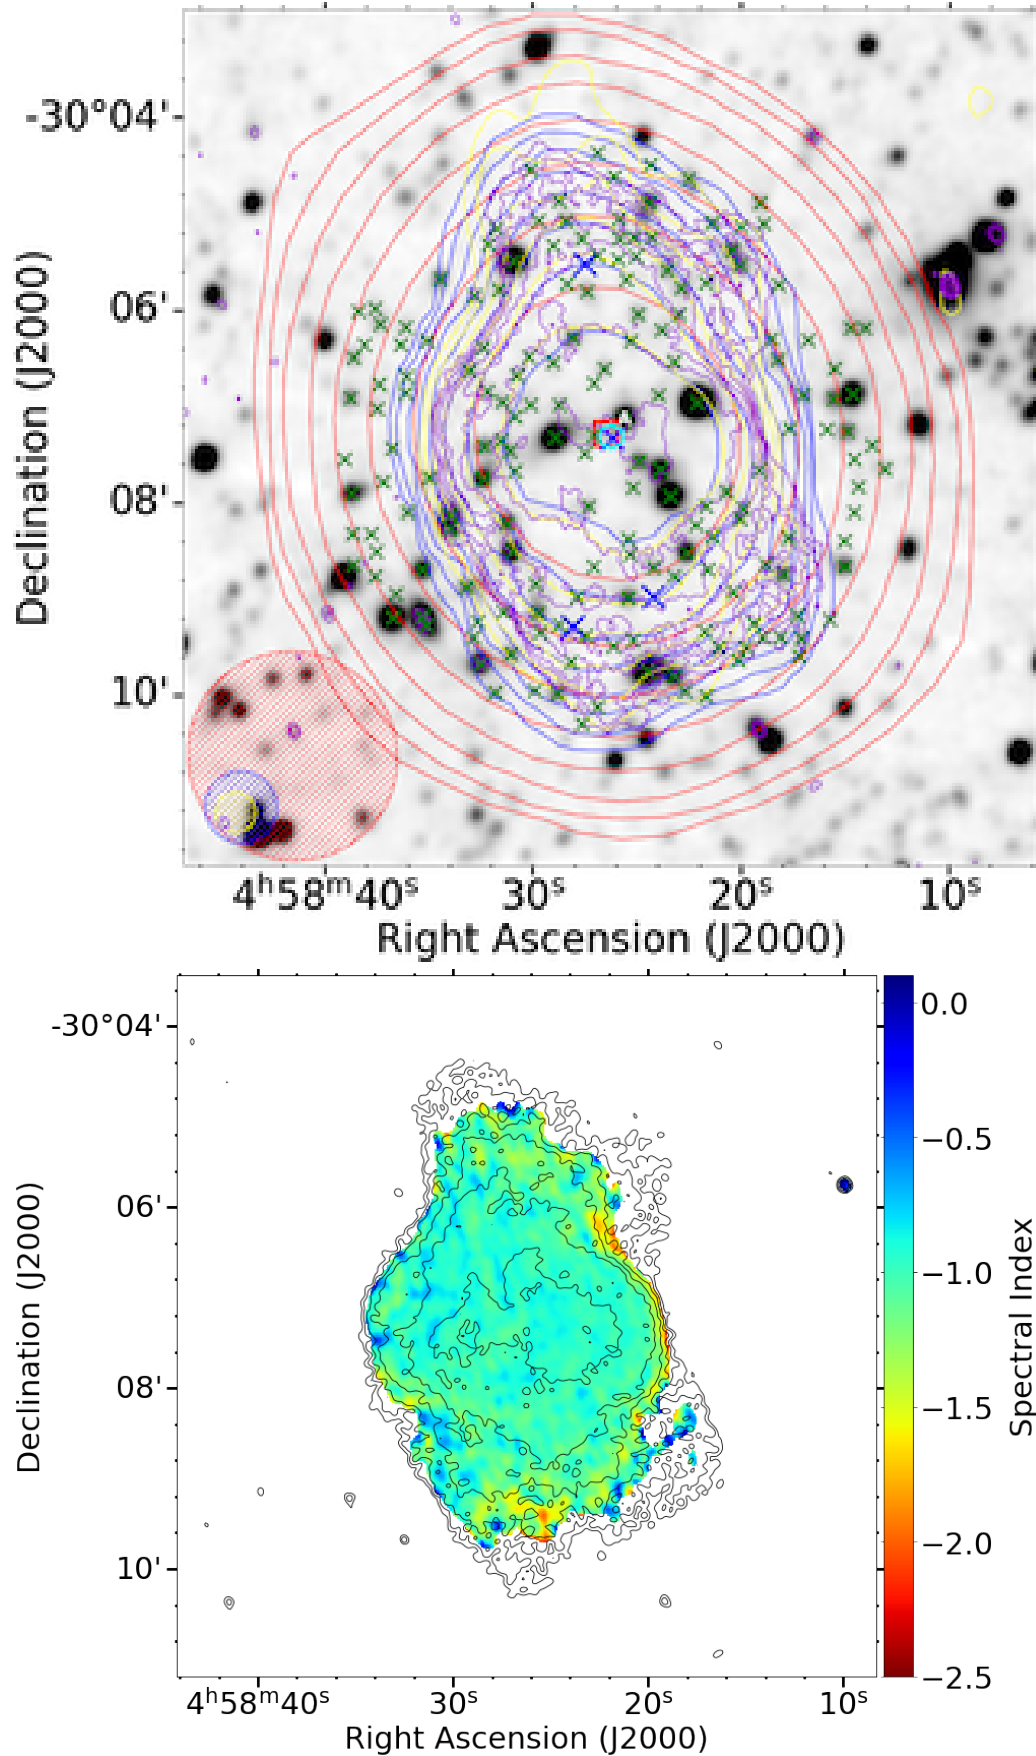 -30°04'
06'
08'
10'
Declination (J2000)
4ʰ58ᵐ40ˢ 30ˢ 20ˢ 10ˢ
Right Ascension (J2000)
-30°04'
06'
08'
10'
Declination (J2000)
4ʰ58ᵐ40ˢ 30ˢ 20ˢ 10ˢ
Right Ascension (J2000)
0.0
−0.5
−1.0
−1.5
−2.0
−2.5
Spectral Index